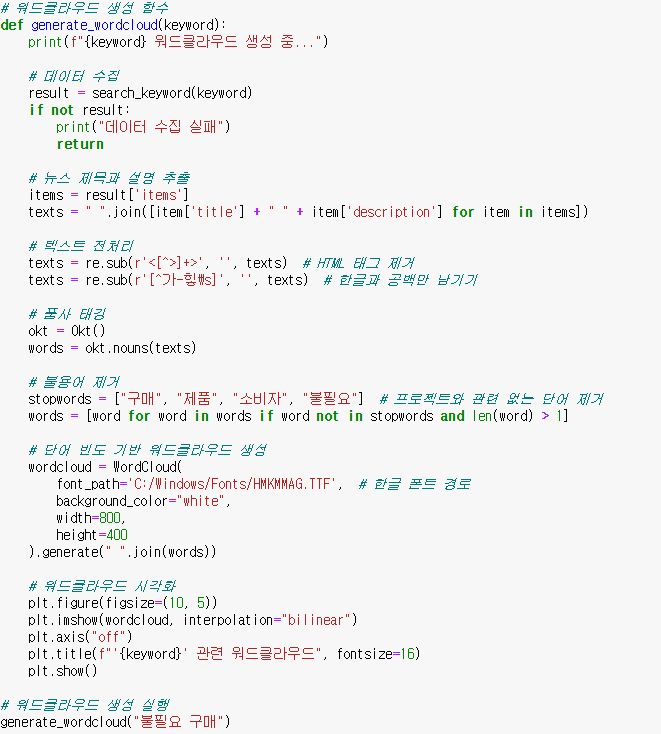 # 워드클라우드 생성 함수
def generate_wordcloud(keyword):
    print(f"{keyword} 워드클라우드 생성 중...")

    # 데이터 수집
    result = search_keyword(keyword)
    if not result:
        print("데이터 수집 실패")
        return

    # 뉴스 제목과 설명 추출
    items = result['items']
    texts = " ".join([item['title'] + " " + item['description'] for item in items])

    # 텍스트 전처리
    texts = re.sub(r'<[^>]+>', '', texts)  # HTML 태그 제거
    texts = re.sub(r'[^가-힣₩s]', '', texts)  # 한글과 공백만 남기기

    # 품사 태깅
    okt = Okt()
    words = okt.nouns(texts)

    # 불용어 제거
    stopwords = ["구매", "제품", "소비자", "불필요"]  # 프로젝트와 관련 없는 단어 제거
    words = [word for word in words if word not in stopwords and len(word) > 1]

    # 단어 빈도 기반 워드클라우드 생성
    wordcloud = WordCloud(
        font_path='C:/Windows/Fonts/HMKMMAG.TTF',  # 한글 폰트 경로
        background_color="white",
        width=800,
        height=400
    ).generate(" ".join(words))

    # 워드클라우드 시각화
    plt.figure(figsize=(10, 5))
    plt.imshow(wordcloud, interpolation="bilinear")
    plt.axis("off")
    plt.title(f"'{keyword}' 관련 워드클라우드", fontsize=16)
    plt.show()

# 워드클라우드 생성 실행
generate_wordcloud("불필요 구매")